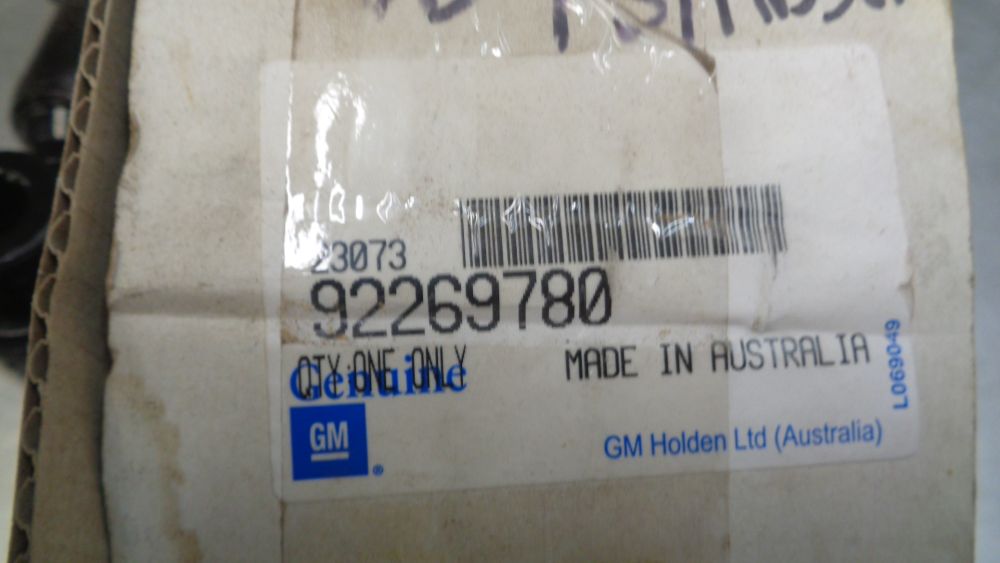 23073
92269780
QTY ONE ONLY
Genuine
MADE IN AUSTRALIA
GM
®
GM Holden Ltd (Australia)
L069049